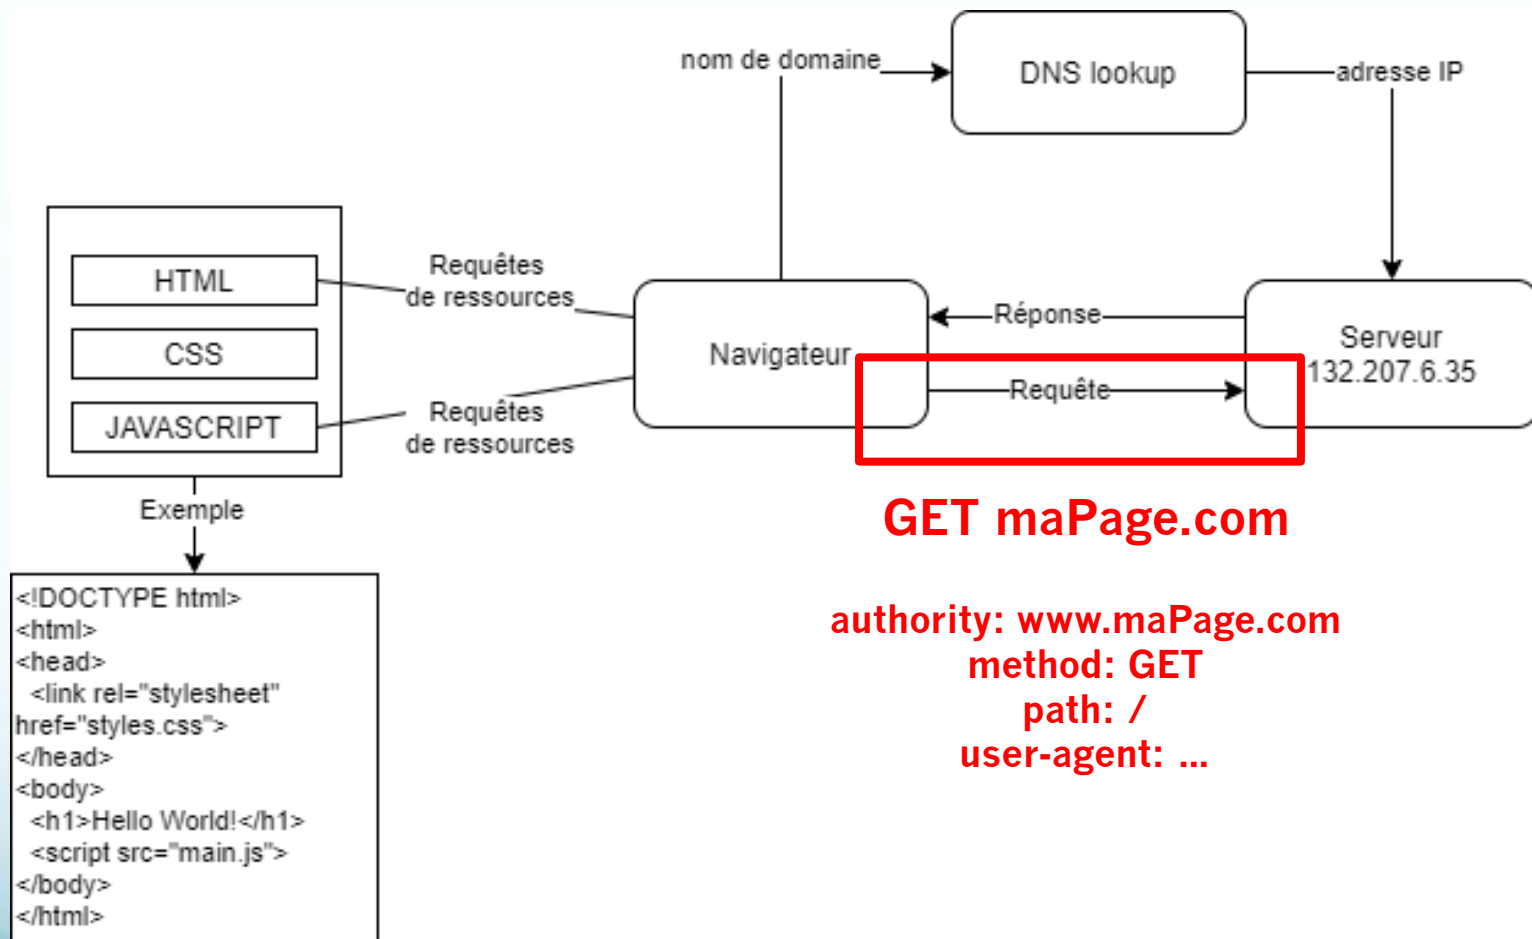 nom de domaine
DNS lookup
adresse IP
HTML
CSS
JAVASCRIPT
Requêtes
de ressources
Requêtes
de ressources
Navigateur
Réponse
Requête
Serveur
132.207.6.35
GET maPage.com
authority: www.maPage.com
method: GET
path: /
user-agent: ...
Exemple
<!DOCTYPE html>
<html>
<head>
<link rel="stylesheet"
href="styles.css">
</head>
<body>
<h1>Hello World!</h1>
<script src="main.js">
</body>
</html>